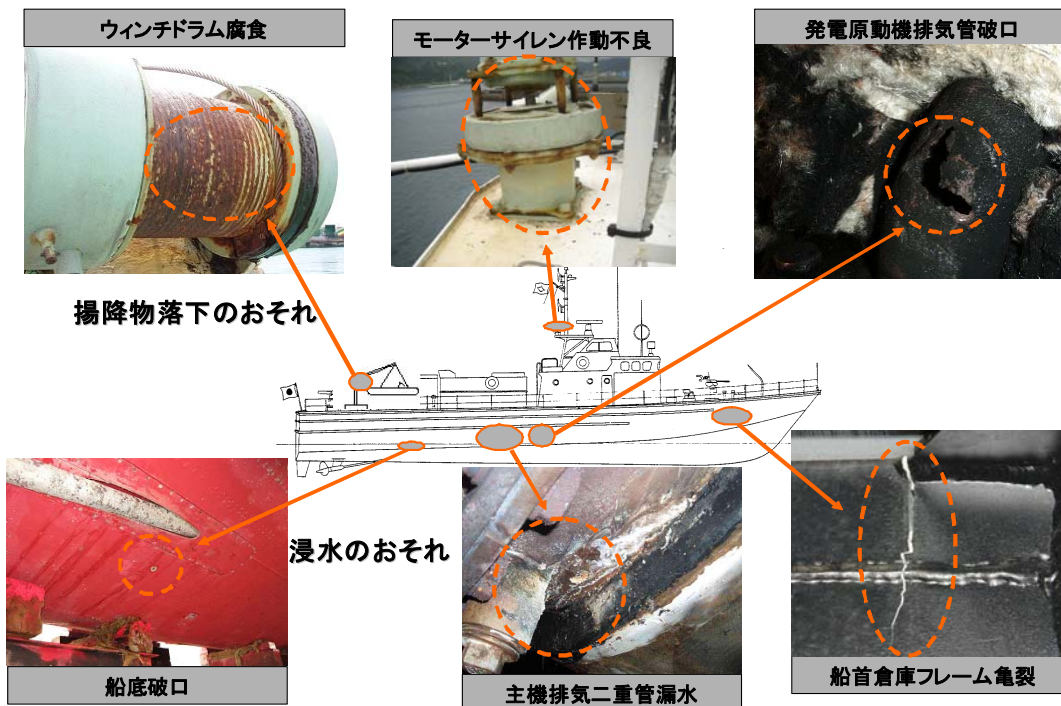 ウィンチドラム腐食
モーターサイレン作動不良
発電原動機排気管破口
揚降物落下のおそれ
浸水のおそれ
船底破口
主機排気二重管漏水
船首倉庫フレーム亀裂